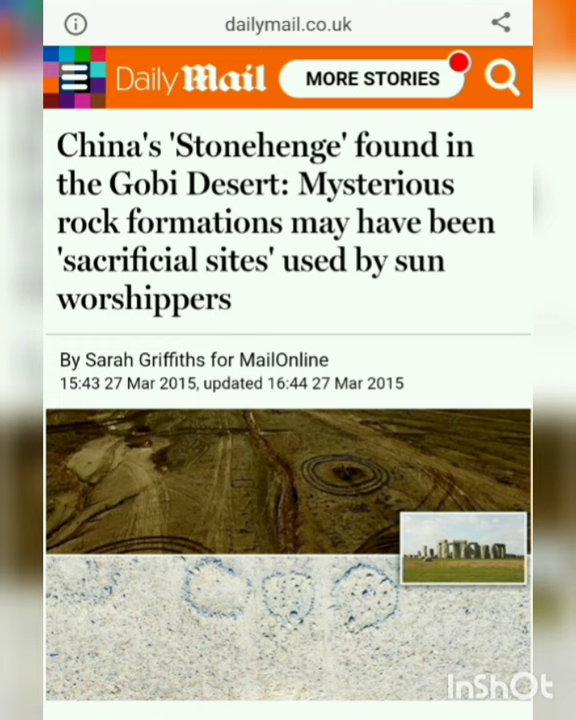 dailymail.co.uk
Daily Mail
MORE STORIES
China's 'Stonehenge' found in
the Gobi Desert: Mysterious
rock formations may have been
'sacrificial sites' used by sun
worshippers
By Sarah Griffiths for MailOnline
15:43 27 Mar 2015, updated 16:44 27 Mar 2015
InShOt